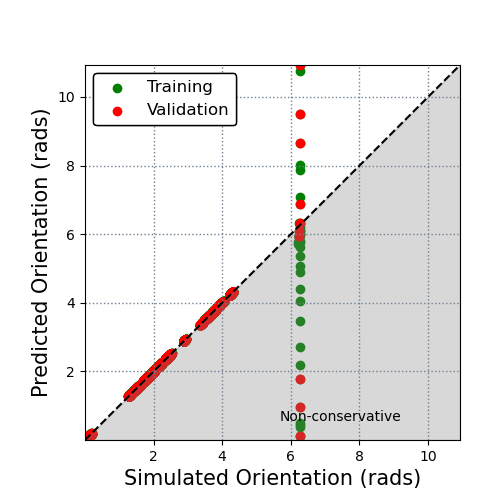 Training
Validation
10
8
6
4
2
Predicted Orientation (rads)
Non-conservative
2
4
6
8
10
Simulated Orientation (rads)